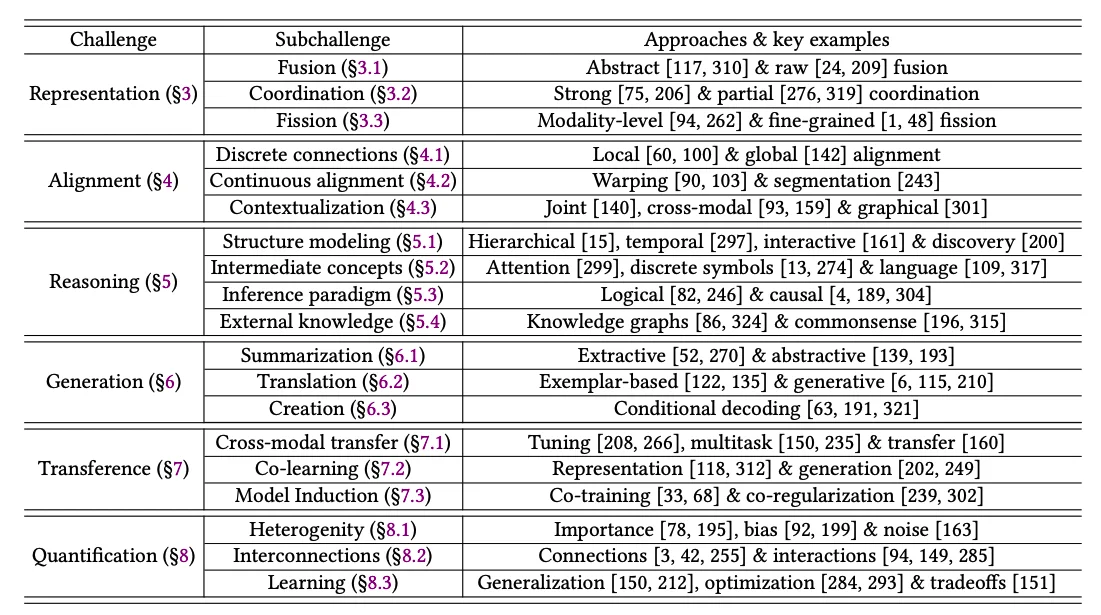 Challenge Subchallenge Approaches & key examples
Representation (§3)
Fusion (§3.1) Abstract [117, 310] & raw [24, 209] fusion
Coordination (§3.2) Strong [75, 206] & partial [276, 319] coordination
Fission (§3.3) Modality-level [94, 262] & fine-grained [1, 48] fission
Alignment (§4)
Discrete connections (§4.1) Local [60, 100] & global [142] alignment
Continuous alignment (§4.2) Warping [90, 103] & segmentation [243]
Contextualization (§4.3) Joint [140], cross-modal [93, 159] & graphical [301]
Reasoning (§5)
Structure modeling (§5.1) Hierarchical [15], temporal [297], interactive [161] & discovery [200]
Intermediate concepts (§5.2) Attention [299], discrete symbols [13, 274] & language [109, 317]
Inference paradigm (§5.3) Logical [82, 246] & causal [4, 189, 304]
External knowledge (§5.4) Knowledge graphs [86, 324] & commonsense [196, 315]
Generation (§6)
Summarization (§6.1) Extractive [52, 270] & abstractive [139, 193]
Translation (§6.2) Exemplar-based [122, 135] & generative [6, 115, 210]
Creation (§6.3) Conditional decoding [63, 191, 321]
Transference (§7)
Cross-modal transfer (§7.1) Tuning [208, 266], multitask [150, 235] & transfer [160]
Co-learning (§7.2) Representation [118, 312] & generation [202, 249]
Model Induction (§7.3) Co-training [33, 68] & co-regularization [239, 302]
Quantification (§8)
Heterogenity (§8.1) Importance [78, 195], bias [92, 199] & noise [163]
Interconnections (§8.2) Connections [3, 42, 255] & interactions [94, 149, 285]
Learning (§8.3) Generalization [150, 212], optimization [284, 293] & tradeoffs [151]